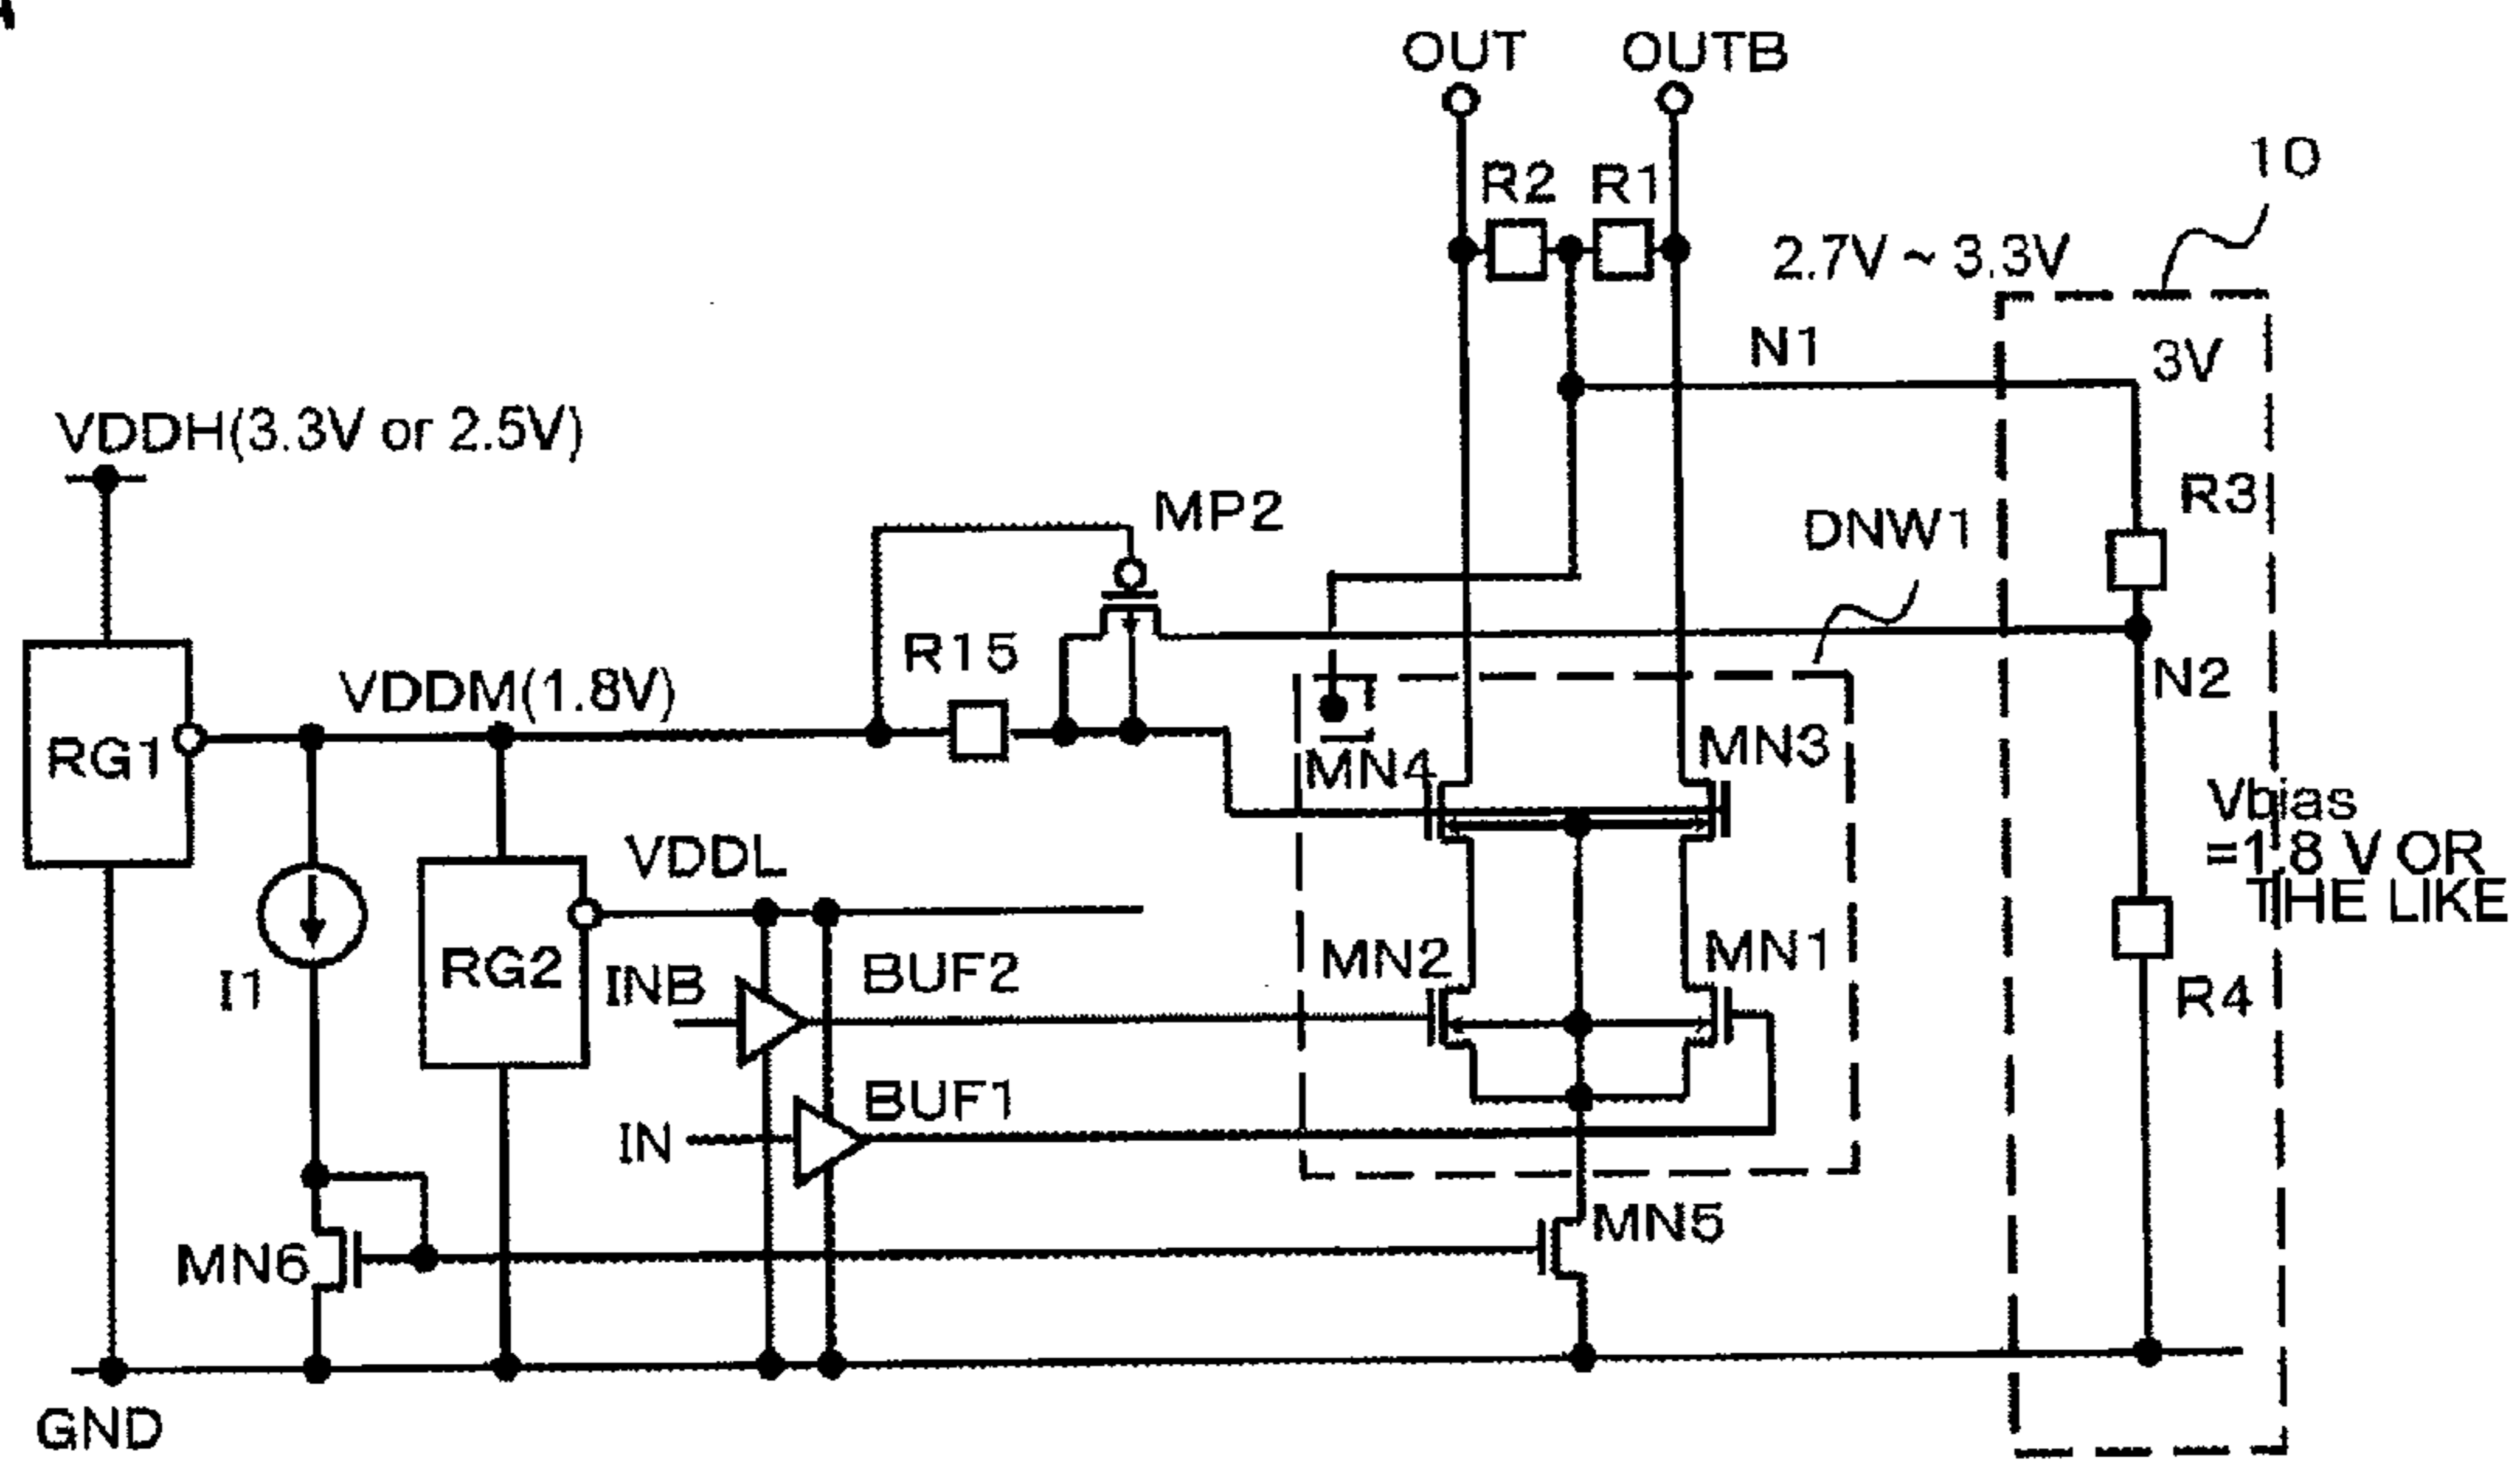 OUT
OUTB
10
R2
R1
2.7V ~ 3.3V
N1
3V
VDDH(3.3V or 2.5V)
MP2
R3
DNW1
R15
VDDM(1.8V)
N2
RG1
MN4
MN3
Vbias
=1.8 V OR
THE LIKE
VDDL
RG2
I1
INB
BUF2
MN2
MN1
R4
BUF1
IN
MN5
MN6
GND